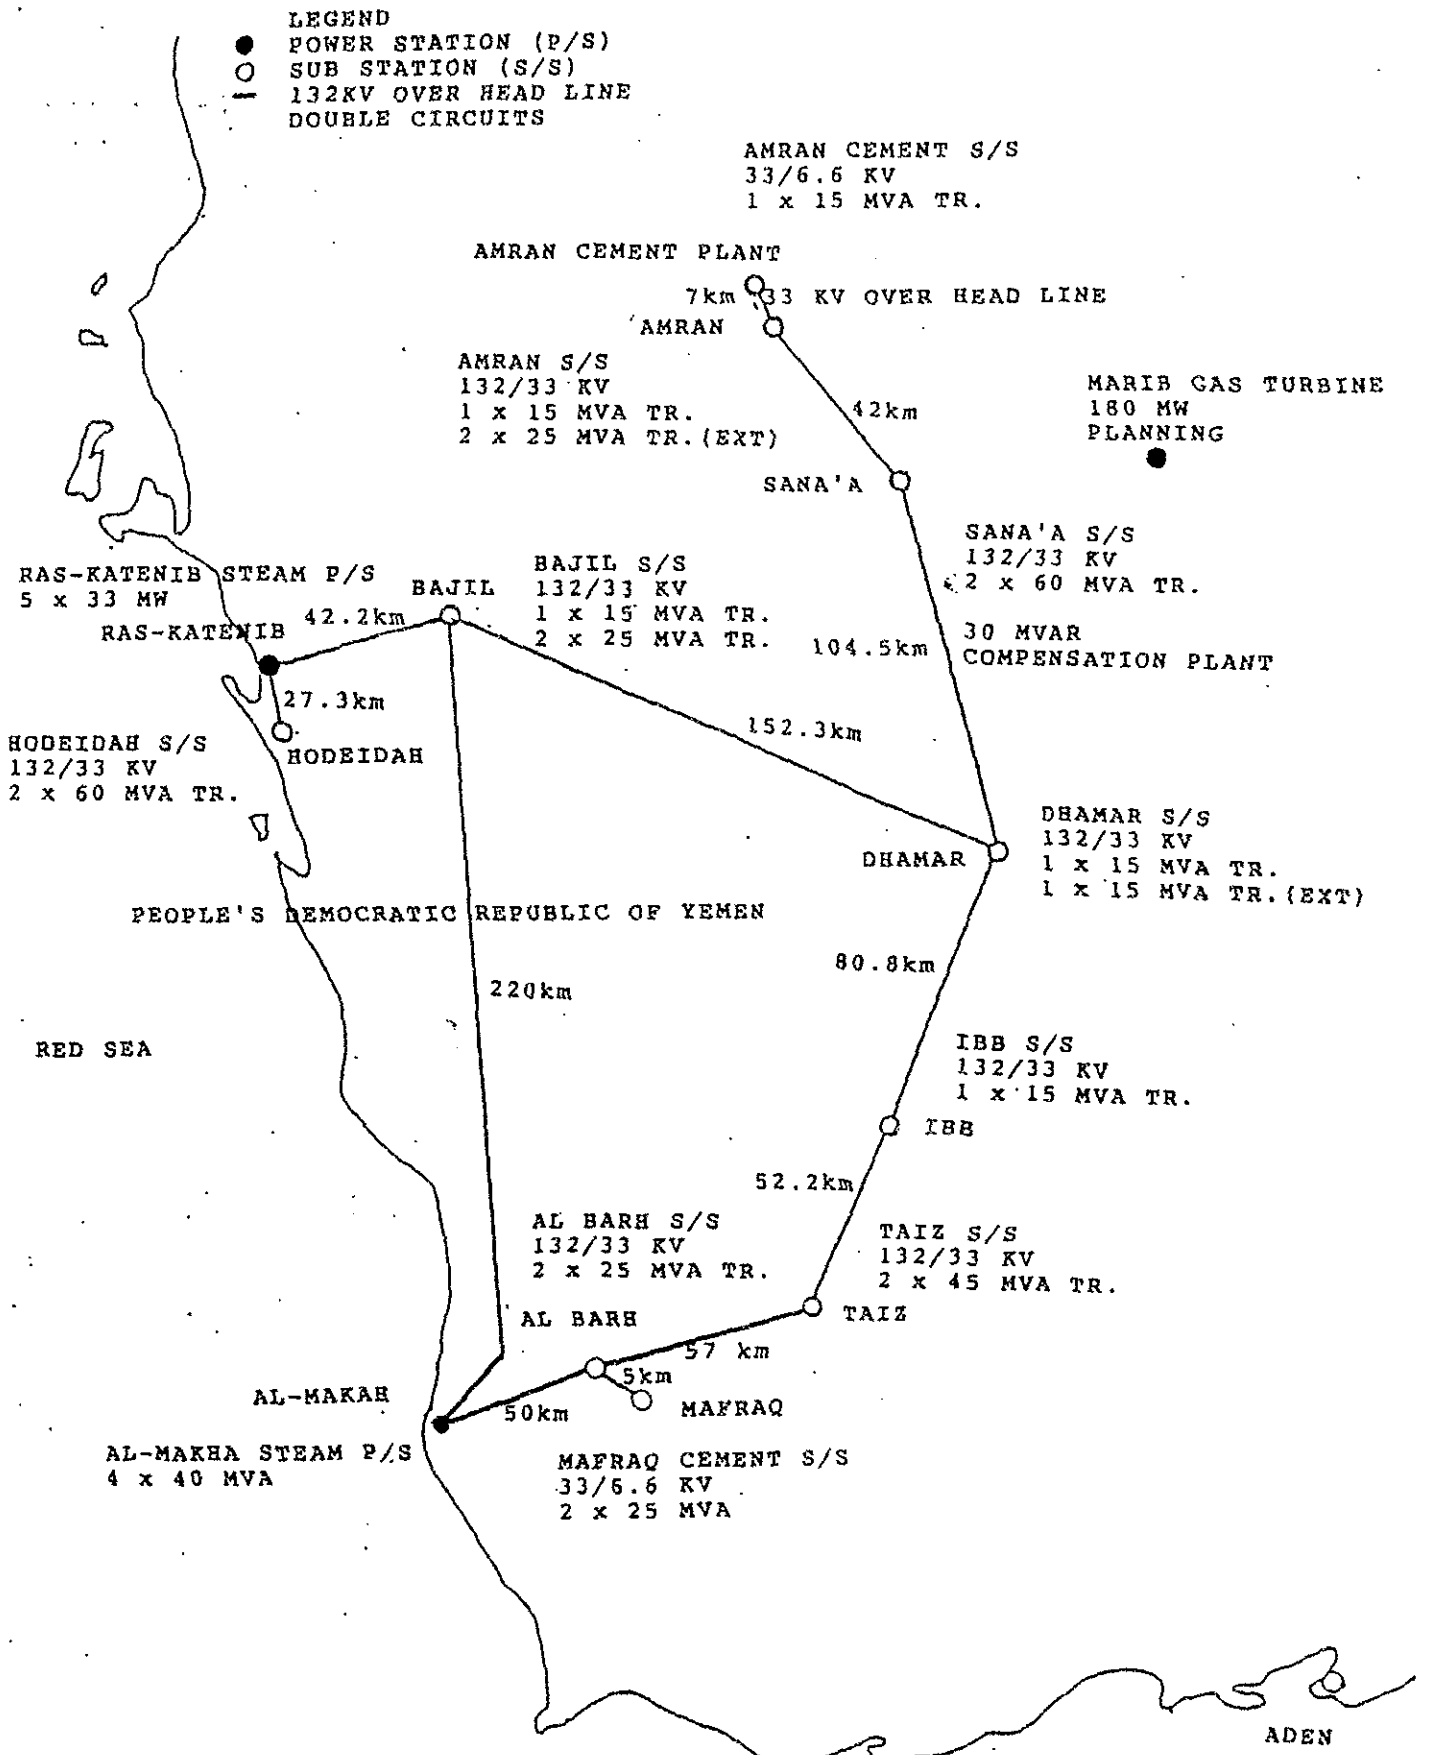 LEGEND
POWER STATION (P/S)
SUB STATION (S/S)
132KV OVER HEAD LINE
DOUBLE CIRCUITS
AMRAN CEMENT S/S
33/6.6 KV
1 x 15 MVA TR.
AMRAN CEMENT PLANT
7km 33 KV OVER HEAD LINE
AMRAN
AMRAN S/S
132/33 KV
1 x 15 MVA TR.
2 x 25 MVA TR.(EXT)
42km
MARIB GAS TURBINE
180 MW
PLANNING
SANA'A
SANA'A S/S
132/33 KV
2 x 60 MVA TR.
30 MVAR
COMPENSATION PLANT
104.5km
RAS-KATENIB STEAM P/S
5 x 33 MW
RAS-KATENIB
42.2km
BAJIL
BAJIL S/S
132/33 KV
1 x 15 MVA TR.
2 x 25 MVA TR.
27.3km
HODEIDAH
HODEIDAH S/S
132/33 KV
2 x 60 MVA TR.
152.3km
DHAMAR
DHAMAR S/S
132/33 KV
1 x 15 MVA TR.
1 x 15 MVA TR.(EXT)
PEOPLE'S DEMOCRATIC REPUBLIC OF YEMEN
80.8km
220km
RED SEA
IBB S/S
132/33 KV
1 x 15 MVA TR.
IBB
52.2km
AL BARH S/S
132/33 KV
2 x 25 MVA TR.
TAIZ S/S
132/33 KV
2 x 45 MVA TR.
AL BARH
TAIZ
57 km
5km
AL-MAKAH
50km
MAFRAQ
AL-MAKHA STEAM P/S
4 x 40 MVA
MAFRAQ CEMENT S/S
33/6.6 KV
2 x 25 MVA
ADEN